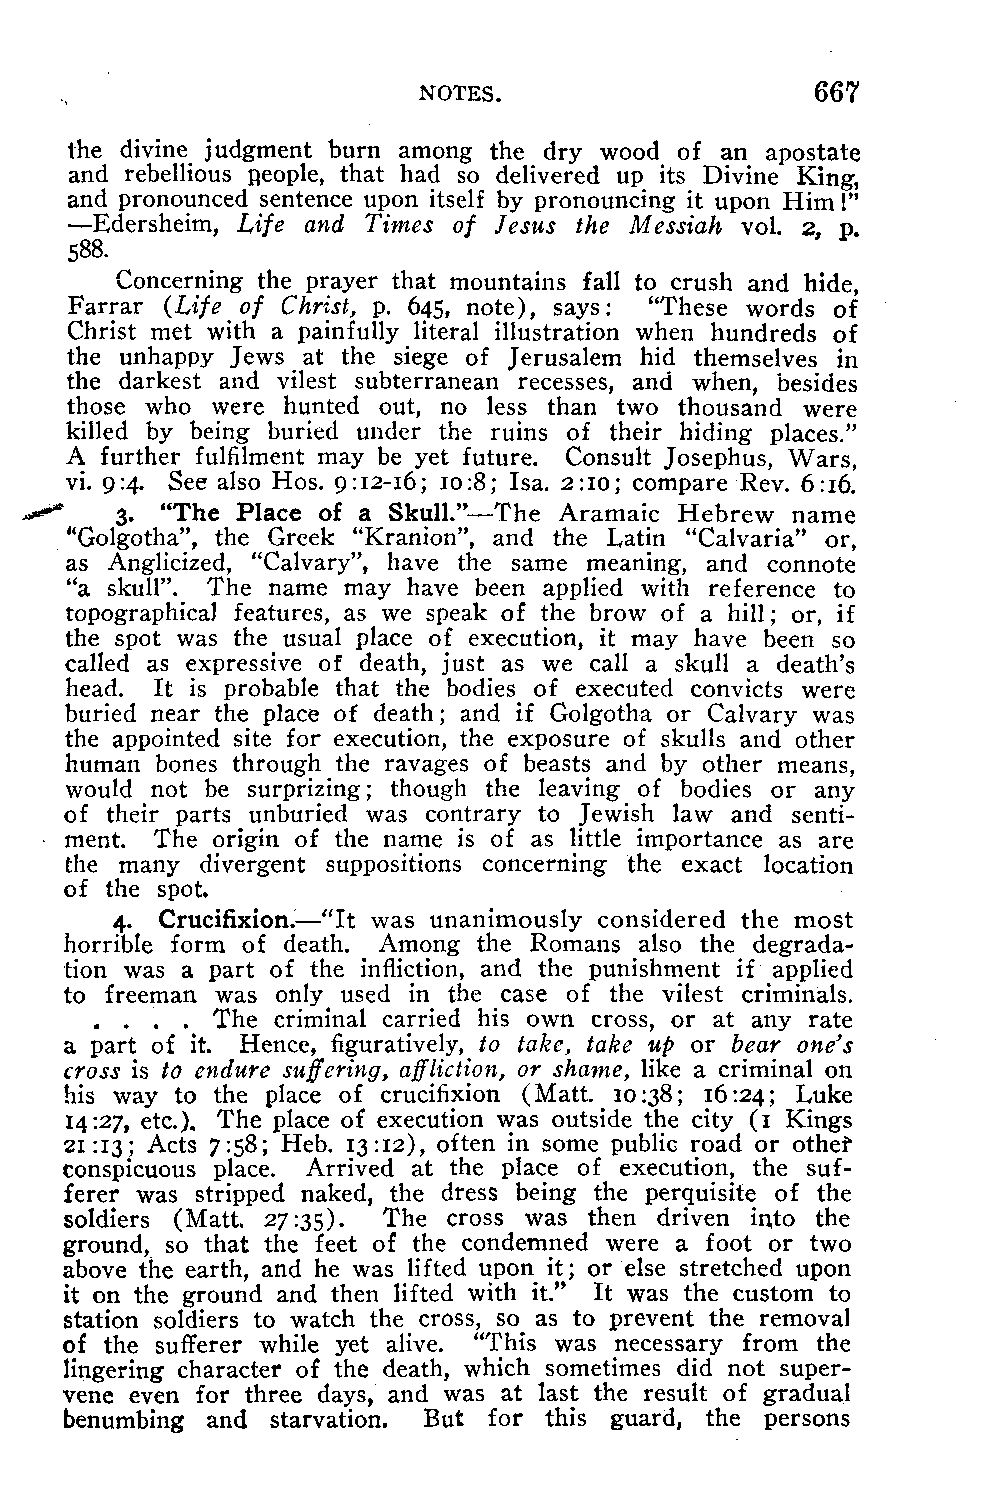 NOTES. 667
the divine judgment burn among the dry wood of an apostate
and rebellious people, that had so delivered up its Divine King,
and pronounced sentence upon itself by pronouncing it upon Him!"
—Edersheim, Life and Times of Jesus the Messiah vol. 2, p.
588.
Concerning the prayer that mountains fall to crush and hide,
Farrar (Life of Christ, p. 645, note), says: "These words of
Christ met with a painfully literal illustration when hundreds of
the unhappy Jews at the siege of Jerusalem hid themselves in
the darkest and vilest subterranean recesses, and when, besides
those who were hunted out, no less than two thousand were
killed by being buried under the ruins of their hiding places."
A further fulfilment may be yet future. Consult Josephus, Wars,
vi. 9:4. See also Hos. 9:12-16; 10:8; Isa. 2:10; compare Rev. 6:16.
3. "The Place of a Skull."—The Aramaic Hebrew name
"Golgotha", the Greek "Kranion", and the Latin "Calvaria" or,
as Anglicized, "Calvary", have the same meaning, and connote
"a skull". The name may have been applied with reference to
topographical features, as we speak of the brow of a hill; or, if
the spot was the usual place of execution, it may have been so
called as expressive of death, just as we call a skull a death's
head. It is probable that the bodies of executed convicts were
buried near the place of death; and if Golgotha or Calvary was
the appointed site for execution, the exposure of skulls and other
human bones through the ravages of beasts and by other means,
would not be surprizing; though the leaving of bodies or any
of their parts unburied was contrary to Jewish law and senti-
ment. The origin of the name is of as little importance as are
the many divergent suppositions concerning the exact location
of the spot.
4. Crucifixion.—"It was unanimously considered the most
horrible form of death. Among the Romans also the degrada-
tion was a part of the infliction, and the punishment if applied
to freeman was only used in the case of the vilest criminals.
. . . . The criminal carried his own cross, or at any rate
a part of it. Hence, figuratively, to take, take up or bear one's
cross is to endure suffering, affliction, or shame, like a criminal on
his way to the place of crucifixion (Matt. 10:38; 16:24; Luke
14:27, etc.). The place of execution was outside the city (1 Kings
21:13; Acts 7:58; Heb. 13:12), often in some public road or other
conspicuous place. Arrived at the place of execution, the suf-
ferer was stripped naked, the dress being the perquisite of the
soldiers (Matt. 27:35). The cross was then driven into the
ground, so that the feet of the condemned were a foot or two
above the earth, and he was lifted upon it; or else stretched upon
it on the ground and then lifted with it." It was the custom to
station soldiers to watch the cross, so as to prevent the removal
of the sufferer while yet alive. "This was necessary from the
lingering character of the death, which sometimes did not super-
vene even for three days, and was at last the result of gradual
benumbing and starvation. But for this guard, the persons